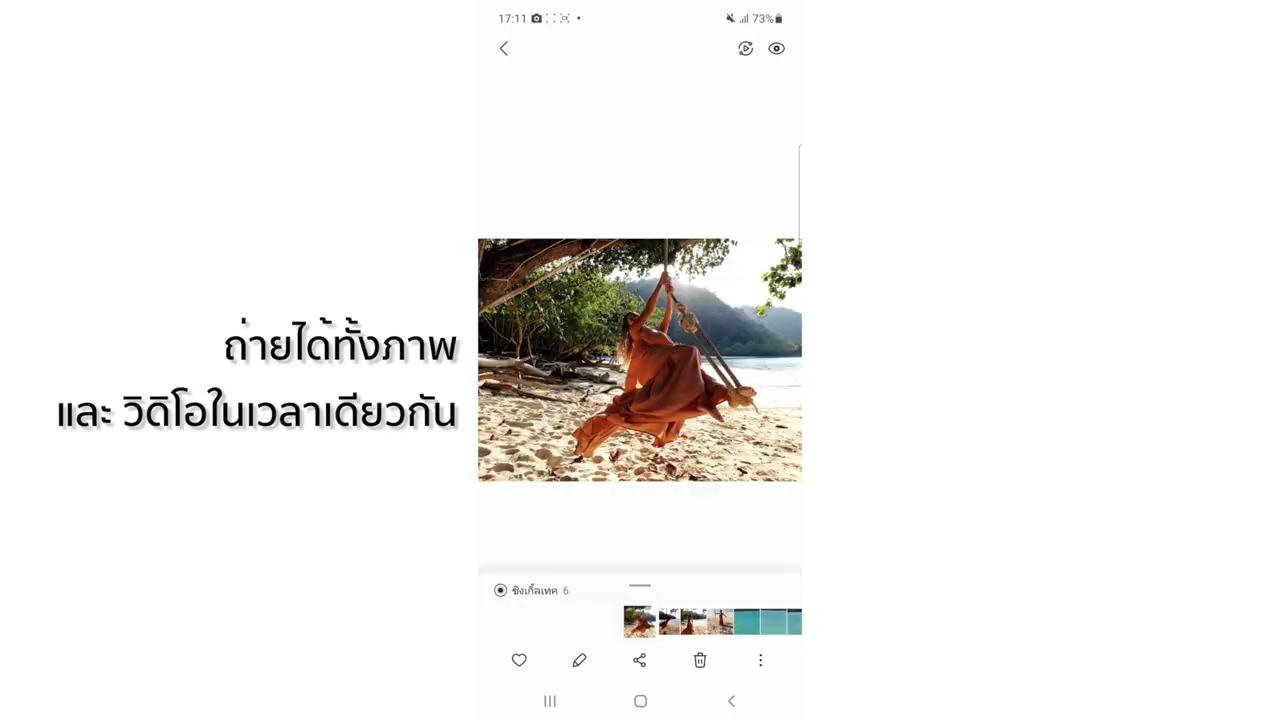 17:11
73%
ถ่ายได้ทั้งภาพ
และ วิดิโอในเวลาเดียวกัน
ซิงเกิ้ลเทค 6